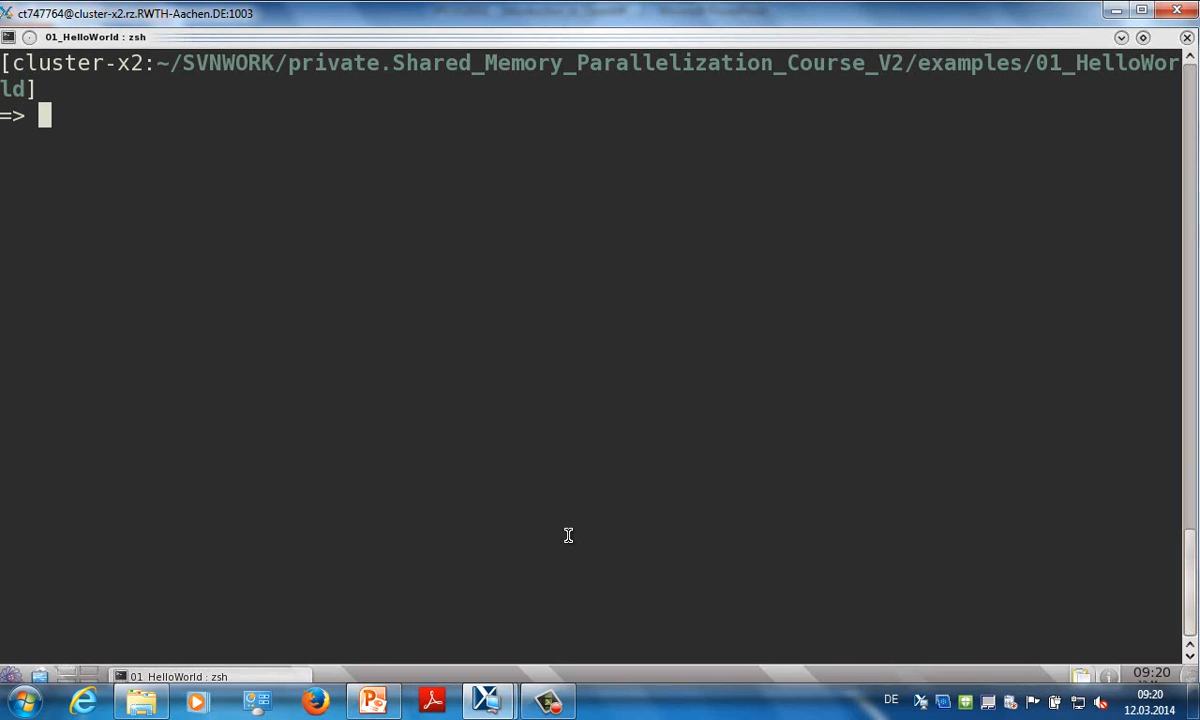 ct747764@cluster-x2.rz.RWTH-Aachen.DE:1003
01_HelloWorld : zsh
[cluster-x2:~/SVNWORK/private.Shared_Memory_Parallelization_Course_V2/examples/01_HelloWor
ld]
=>
01_HelloWorld : zsh
09:20
DE
09:20
12.03.2014